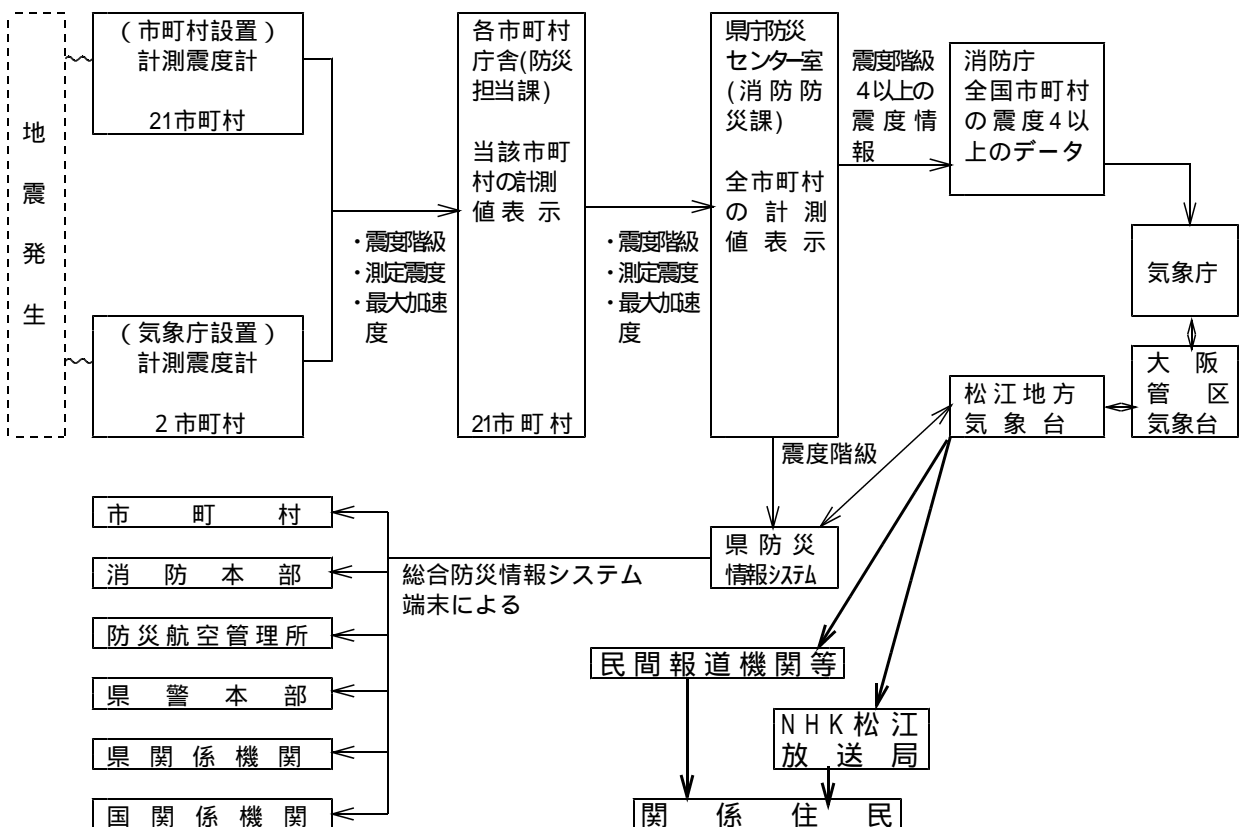 地
震
発
生
（市町村設置）
計測震度計
21市町村
（気象庁設置）
計測震度計
2市町村
・震度階級
・測定震度
・最大加速
度
各市町村
庁舎(防災
担当課)
当該市町
村の計測
値表示
21市町村
・震度階級
・測定震度
・最大加速
度
県庁防災
センター室
(消防防
災課)
全市町村
の計測
値表示
震度階級
4以上の
震度情
報
消防庁
全国市町村
の震度4以
上のデータ
気象庁
大阪
管区
気象台
松江地方
気象台
震度階級
県防災
情報システム
総合防災情報システム
端末による
市町村
消防本部
防災航空管理所
県警本部
県関係機関
国関係機関
民間報道機関等
NHK松江
放送局
関係住民